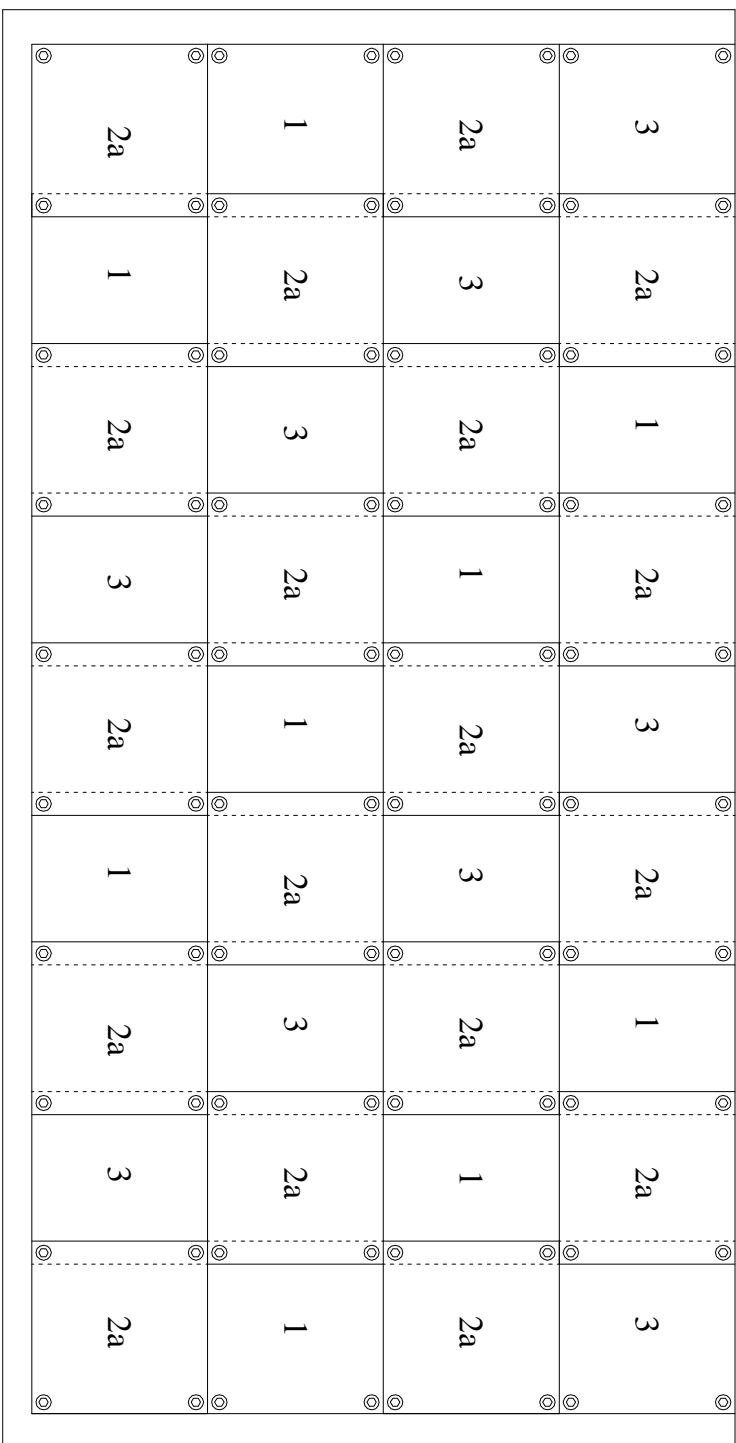 3 2a 1 2a 3 2a 1 2a 3
2a 3 2a 1 2a 3 2a 1 2a
1 2a 3 2a 1 2a 3 2a 1
2a 1 2a 3 2a 1 2a 3 2a